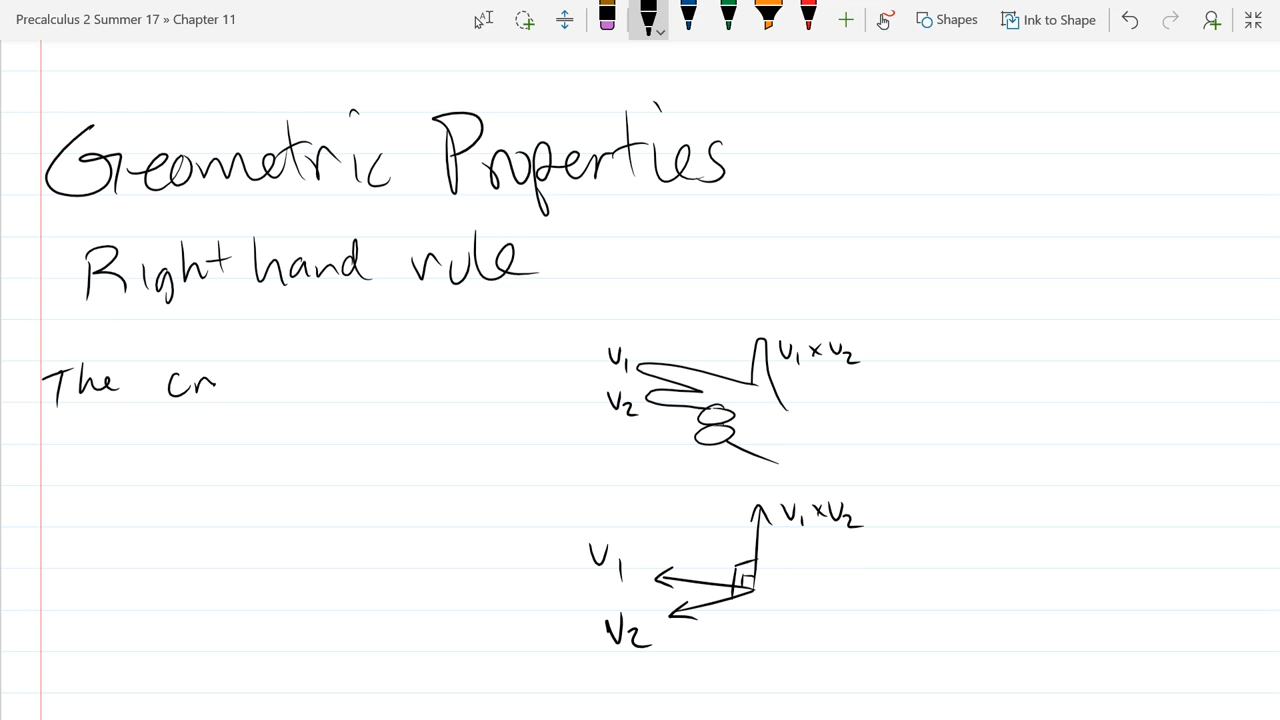 Precalculus 2 Summer 17 » Chapter 11
Shapes
Ink to Shape
Geometric Properties
Right hand rule
The cr
V₁
V₂
V₁ × V₂
V₁ × V₂
V₁
V₂